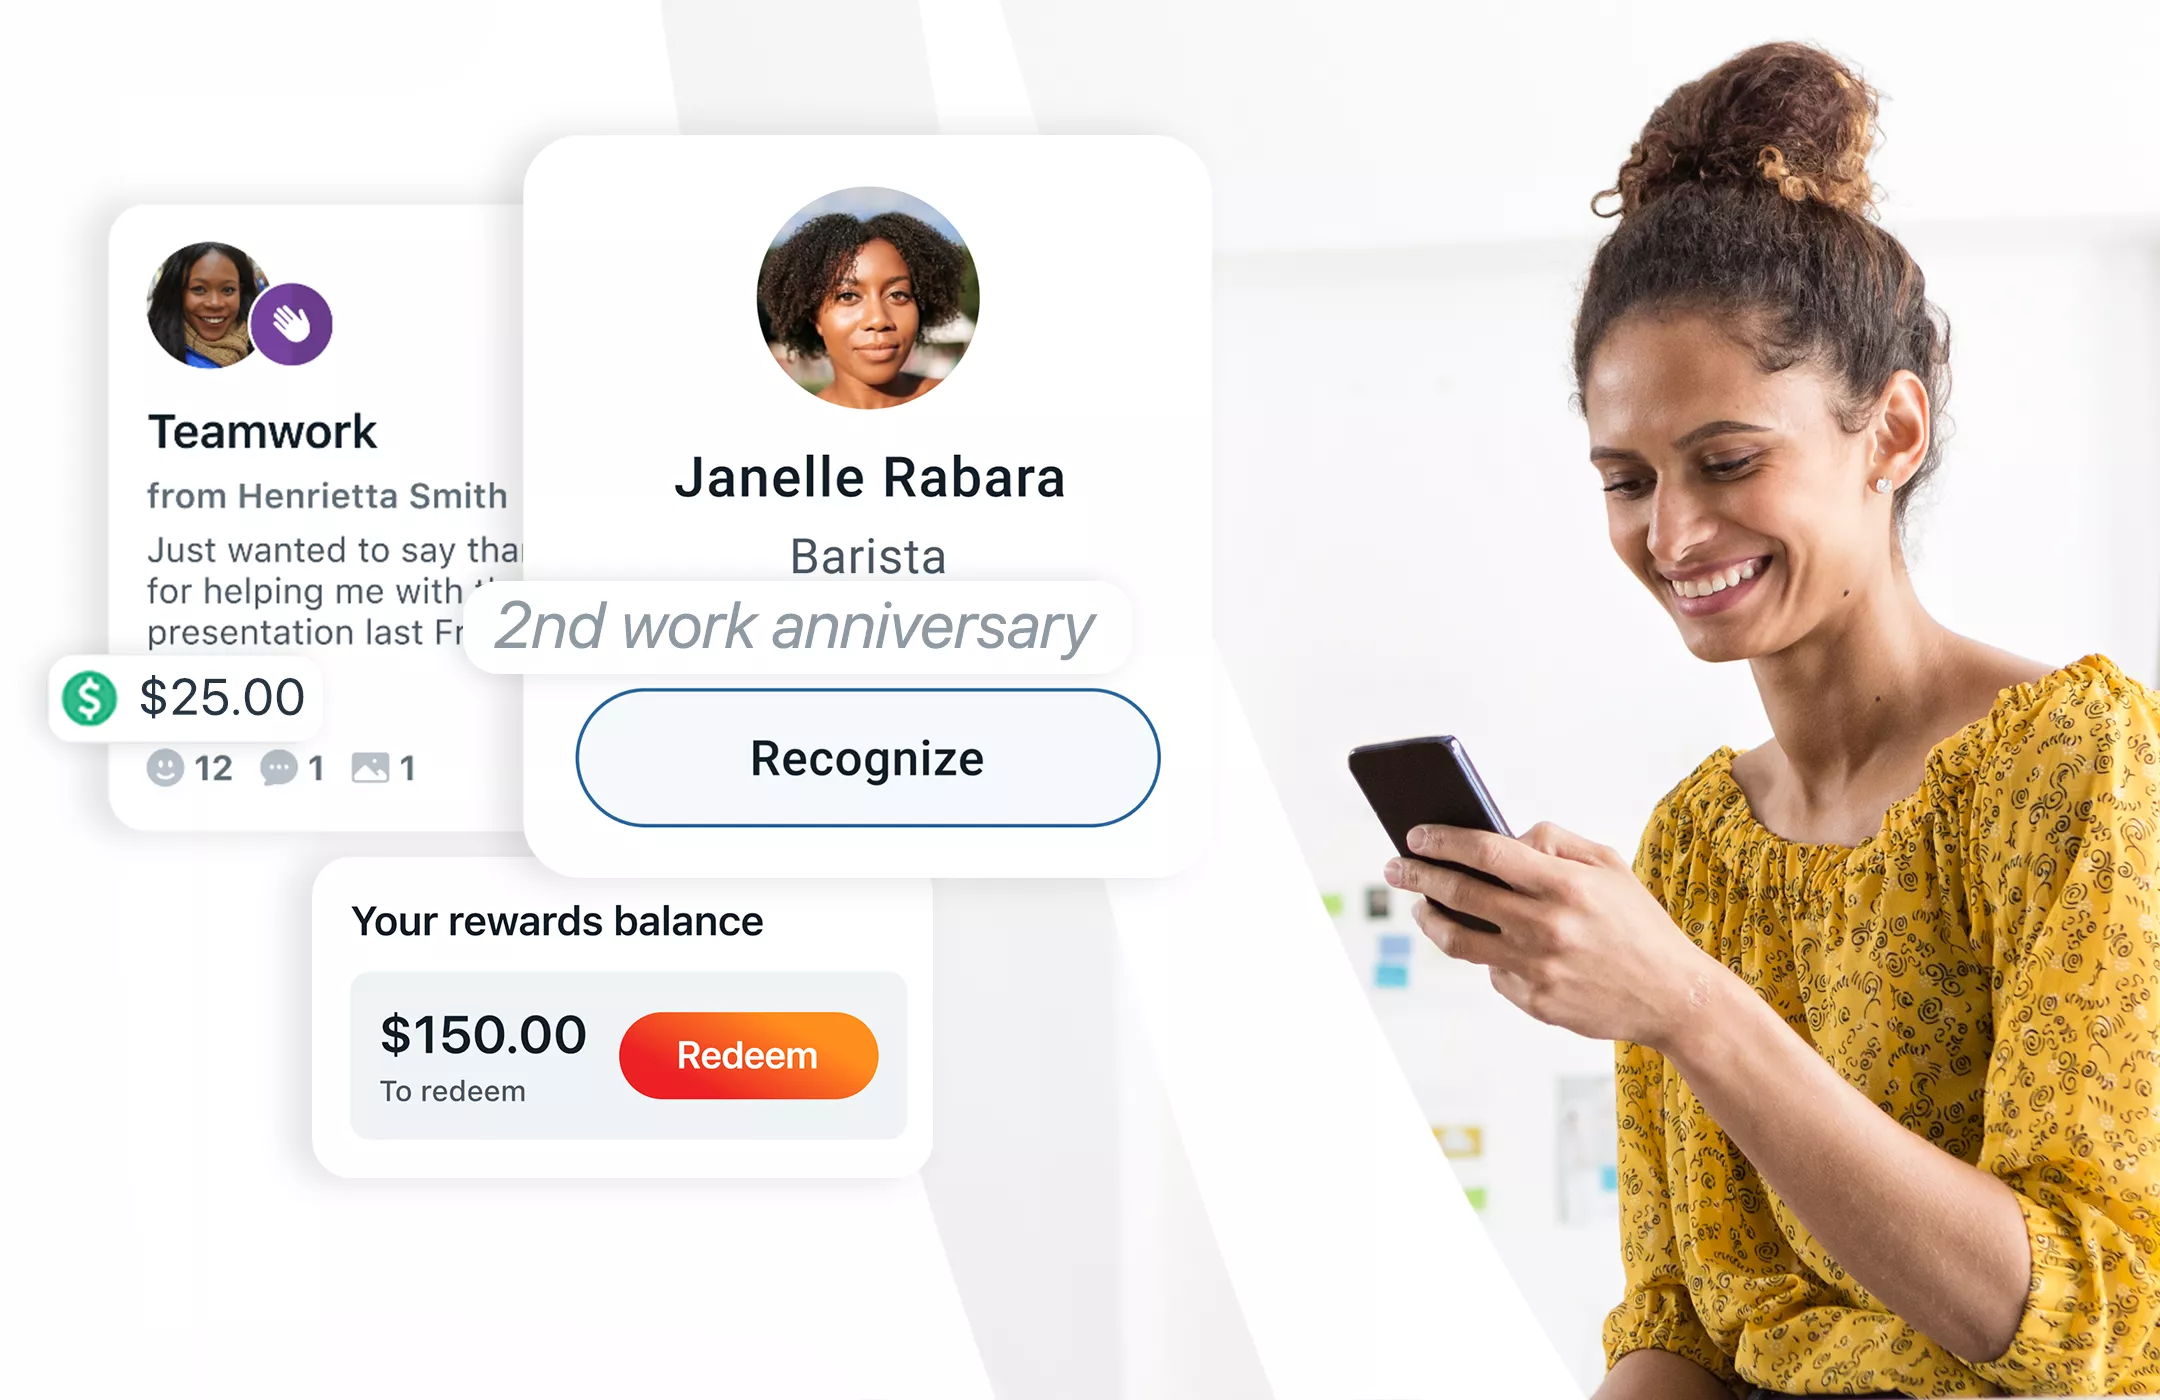 Teamwork
from Henrietta Smith
Just wanted to say
for helping me with
presentation last
$25.00
12 1 1
Janelle Rabara
Barista
2nd work anniversary
Recognize
Your rewards balance
$150.00
To redeem
Redeem